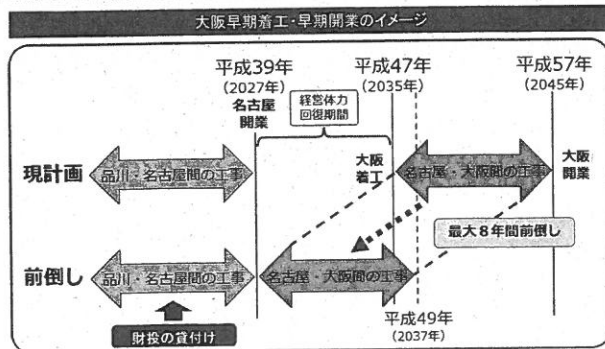 大阪早期着工・早期開業のイメージ
平成39年
(2027年)
名古屋
開業
経営体力
回復期間
平成47年
(2035年)
平成57年
(2045年)
現計画
品川・名古屋間の工事
大阪
着工
名古屋・大阪間の工事
大阪
開業
最大8年間前倒し
前倒し
品川・名古屋間の工事
名古屋・大阪間の工事
財投の貸付け
平成49年
(2037年)